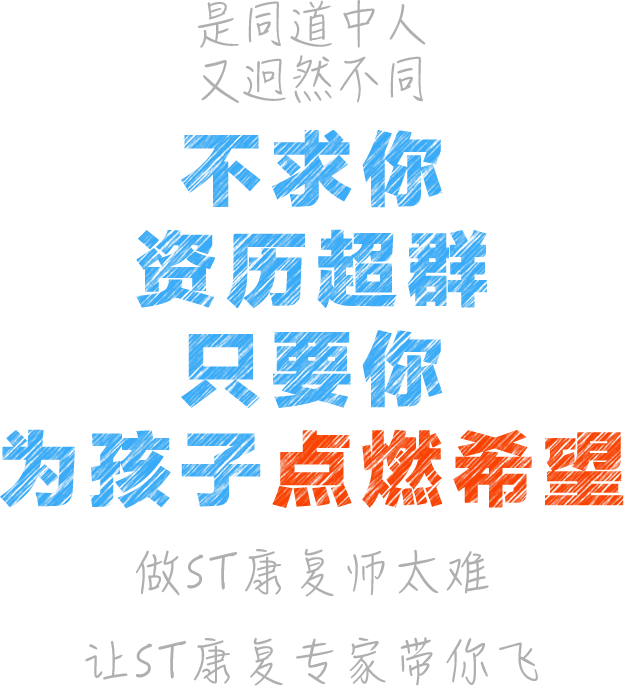 是同道中人
又迥然不同
不求你
资历超群
只要你
为孩子点燃希望
做ST康复师太难
让ST康复专家带你飞